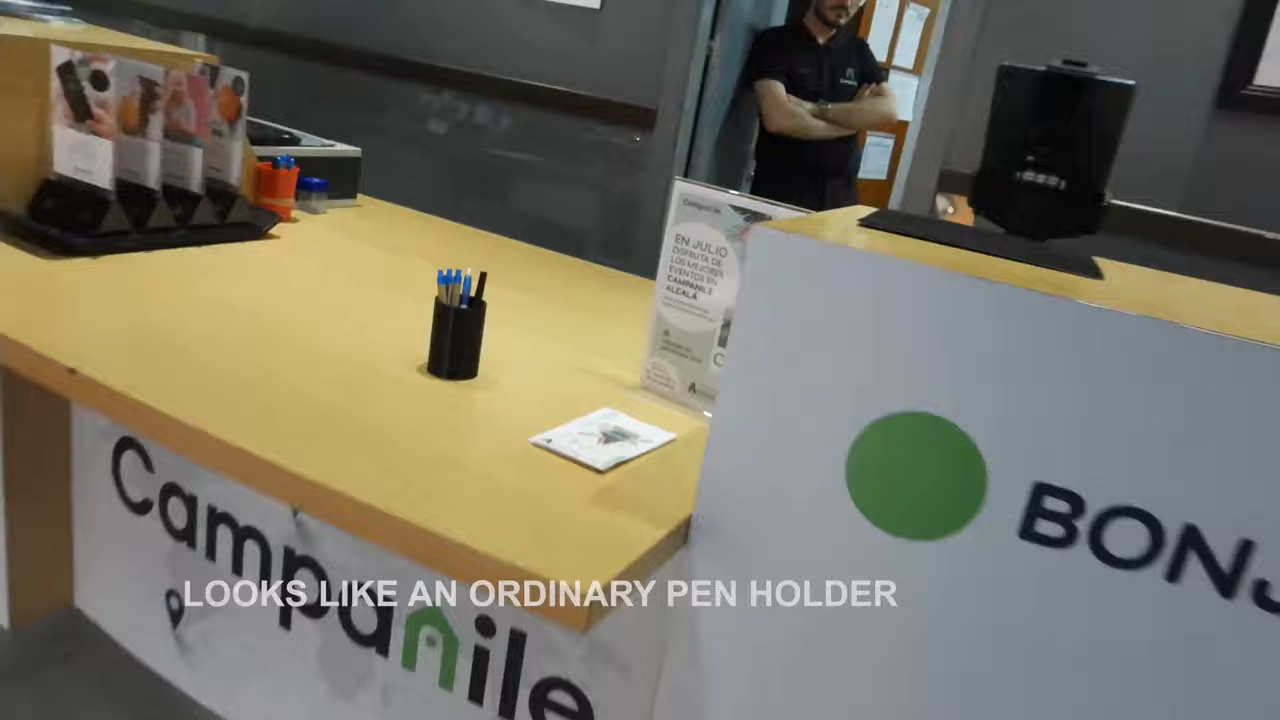 EN JULIO
DISFRUTA DE
LOS MEJORES
EVENTOS EN
CAMPANILE
ALCALÁ
BONJ
Campanile
LOOKS LIKE AN ORDINARY PEN HOLDER